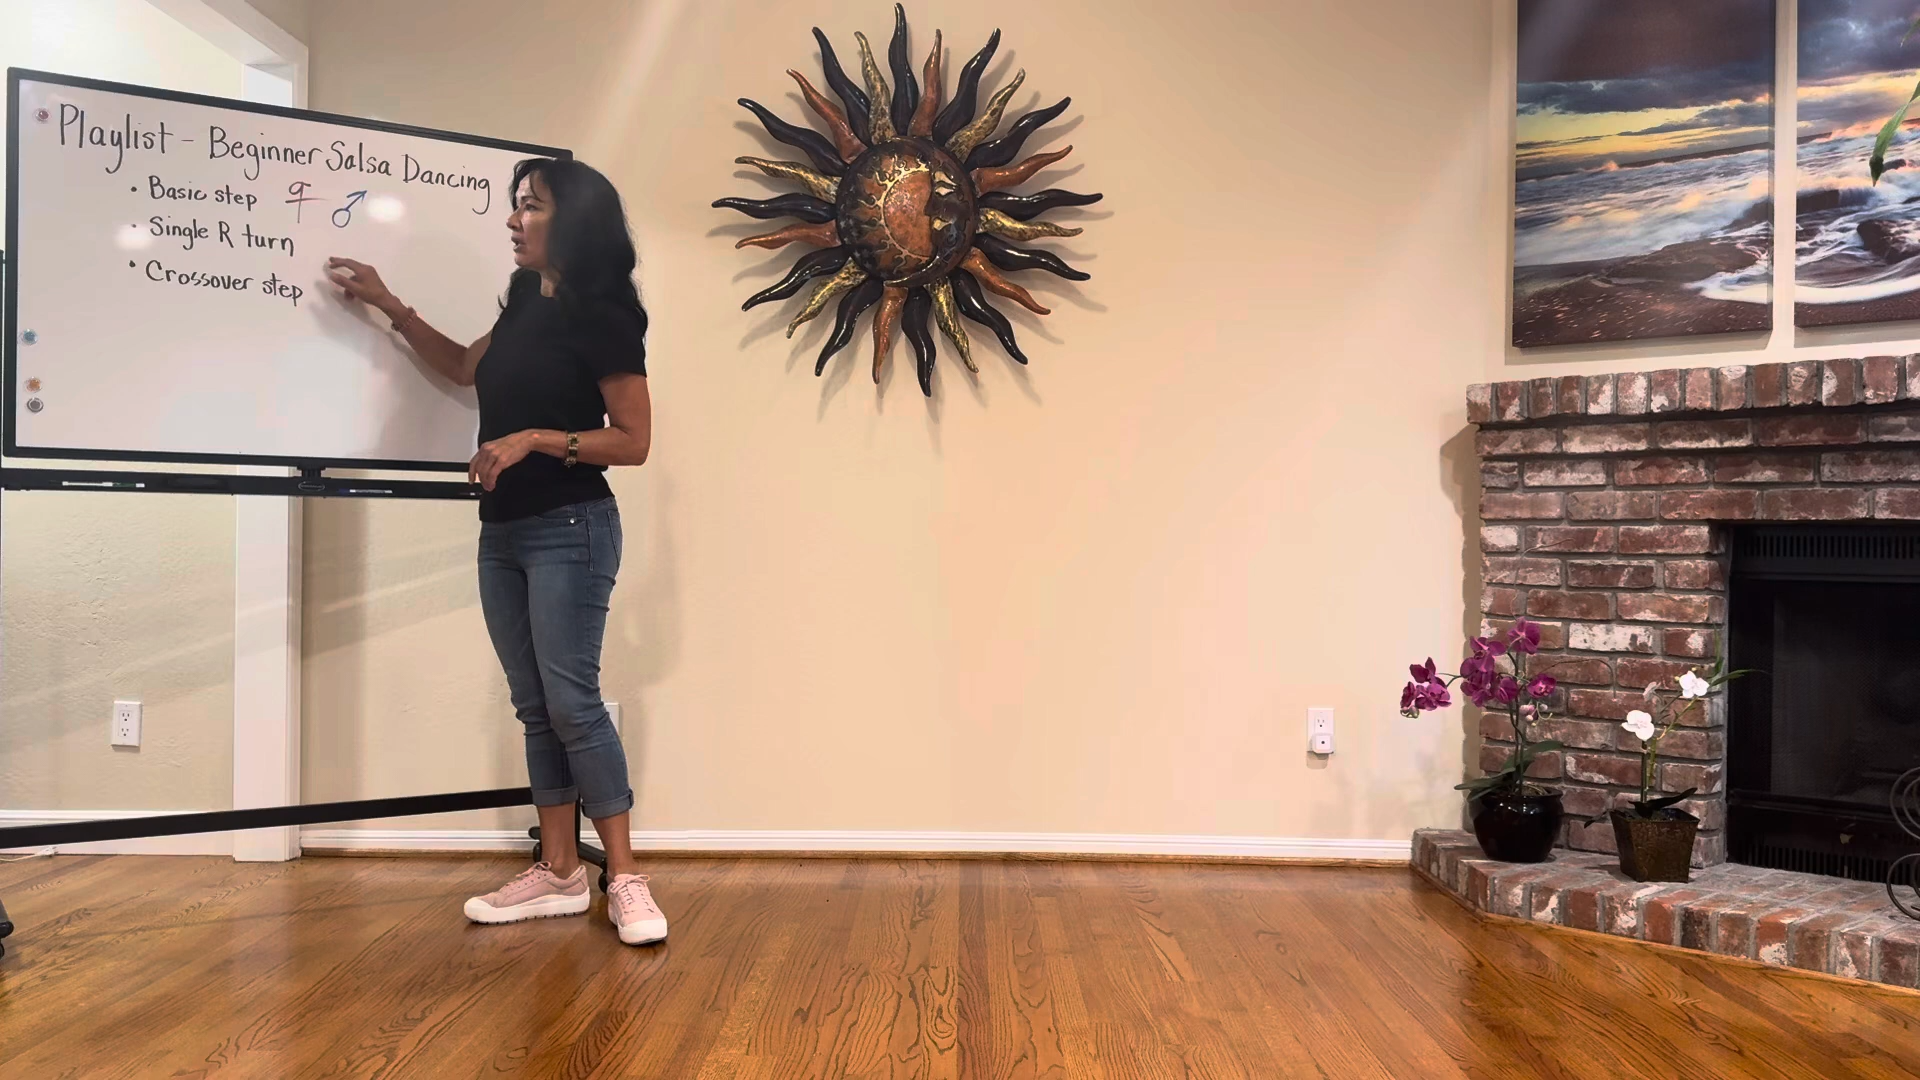 Playlist - Beginner Salsa Dancing
• Basic step ♀ ♂
• Single R turn
• Crossover step